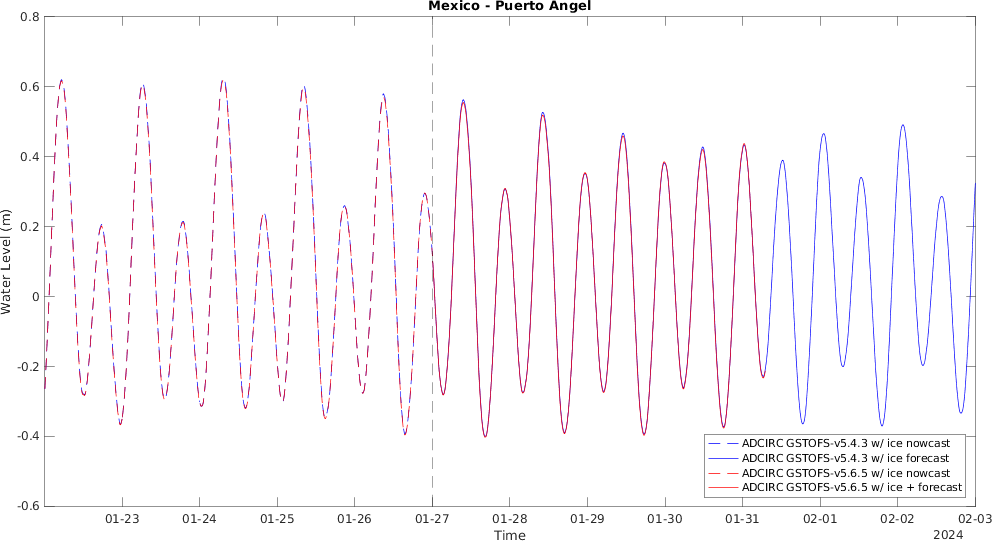 Mexico - Puerto Angel
0.8
0.6
0.4
0.2
0
-0.2
-0.4
-0.6
Water Level (m)
ADCIRC GSTOFS-v5.4.3 w/ ice nowcast
ADCIRC GSTOFS-v5.4.3 w/ ice forecast
ADCIRC GSTOFS-v5.6.5 w/ ice nowcast
ADCIRC GSTOFS-v5.6.5 w/ ice + forecast
01-23 01-24 01-25 01-26 01-27 01-28 01-29 01-30 01-31 02-01 02-02 02-03
Time
2024